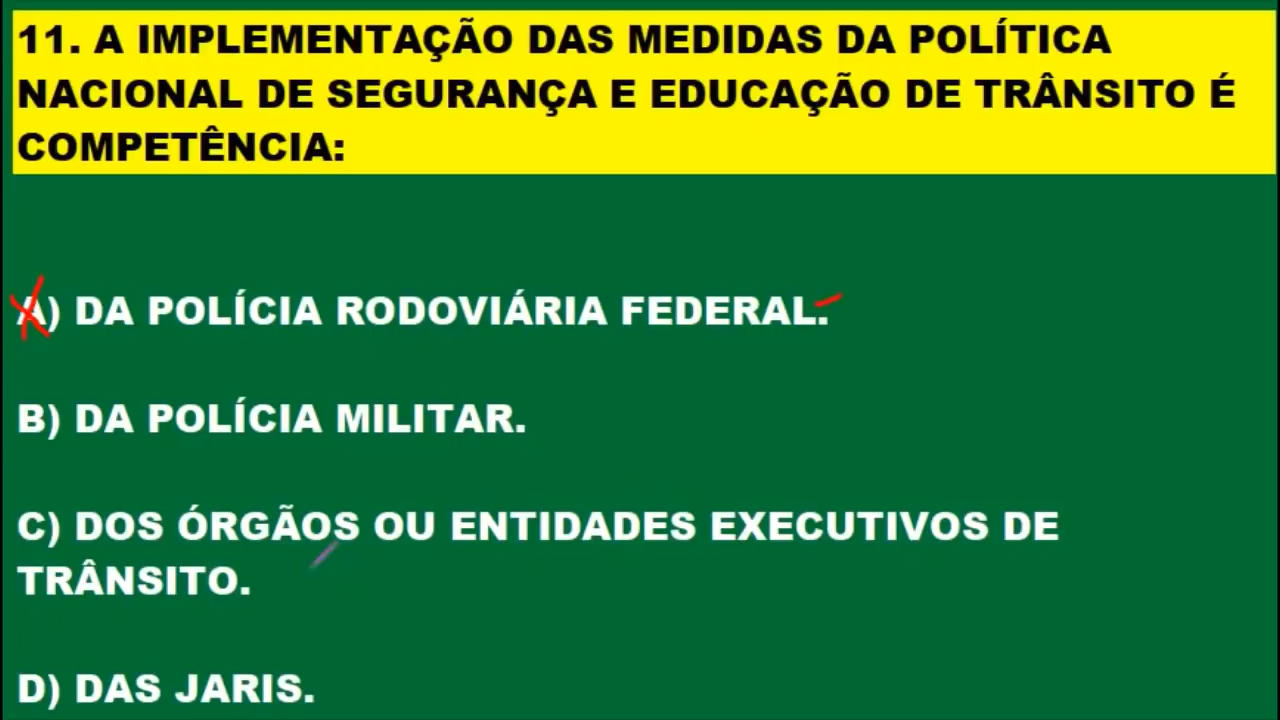 11. A IMPLEMENTAÇÃO DAS MEDIDAS DA POLÍTICA
NACIONAL DE SEGURANÇA E EDUCAÇÃO DE TRÂNSITO É
COMPETÊNCIA:
A) DA POLÍCIA RODOVIÁRIA FEDERAL.
B) DA POLÍCIA MILITAR.
C) DOS ÓRGÃOS OU ENTIDADES EXECUTIVOS DE
TRÂNSITO.
D) DAS JARIS.